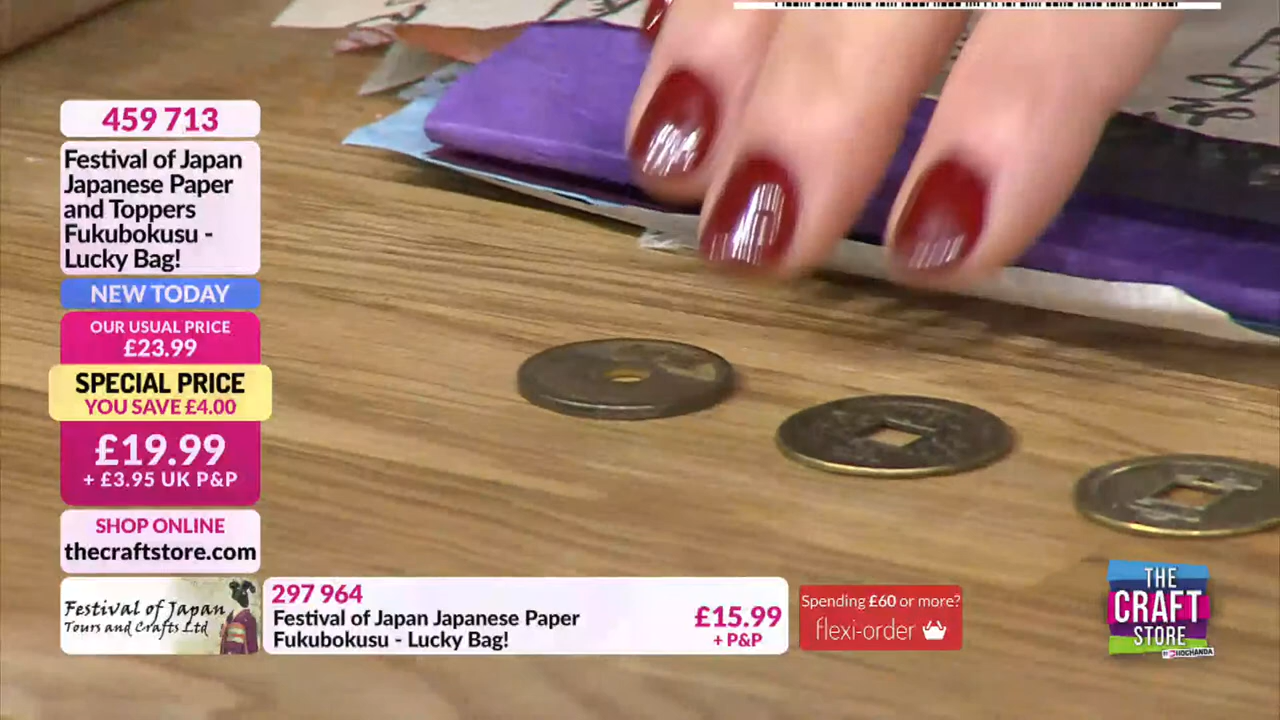 459 713
Festival of Japan
Japanese Paper
and Toppers
Fukubokusu -
Lucky Bag!
NEW TODAY
OUR USUAL PRICE
£23.99
SPECIAL PRICE
YOU SAVE £4.00
£19.99
+ £3.95 UK P&P
SHOP ONLINE
thecraftstore.com
Festival of Japan
Tours and Crafts Ltd
297 964
Festival of Japan Japanese Paper
Fukubokusu - Lucky Bag!
£15.99
+ P&P
Spending £60 or more?
flexi-order
THE
CRAFT
STORE
BY HOCHANDA